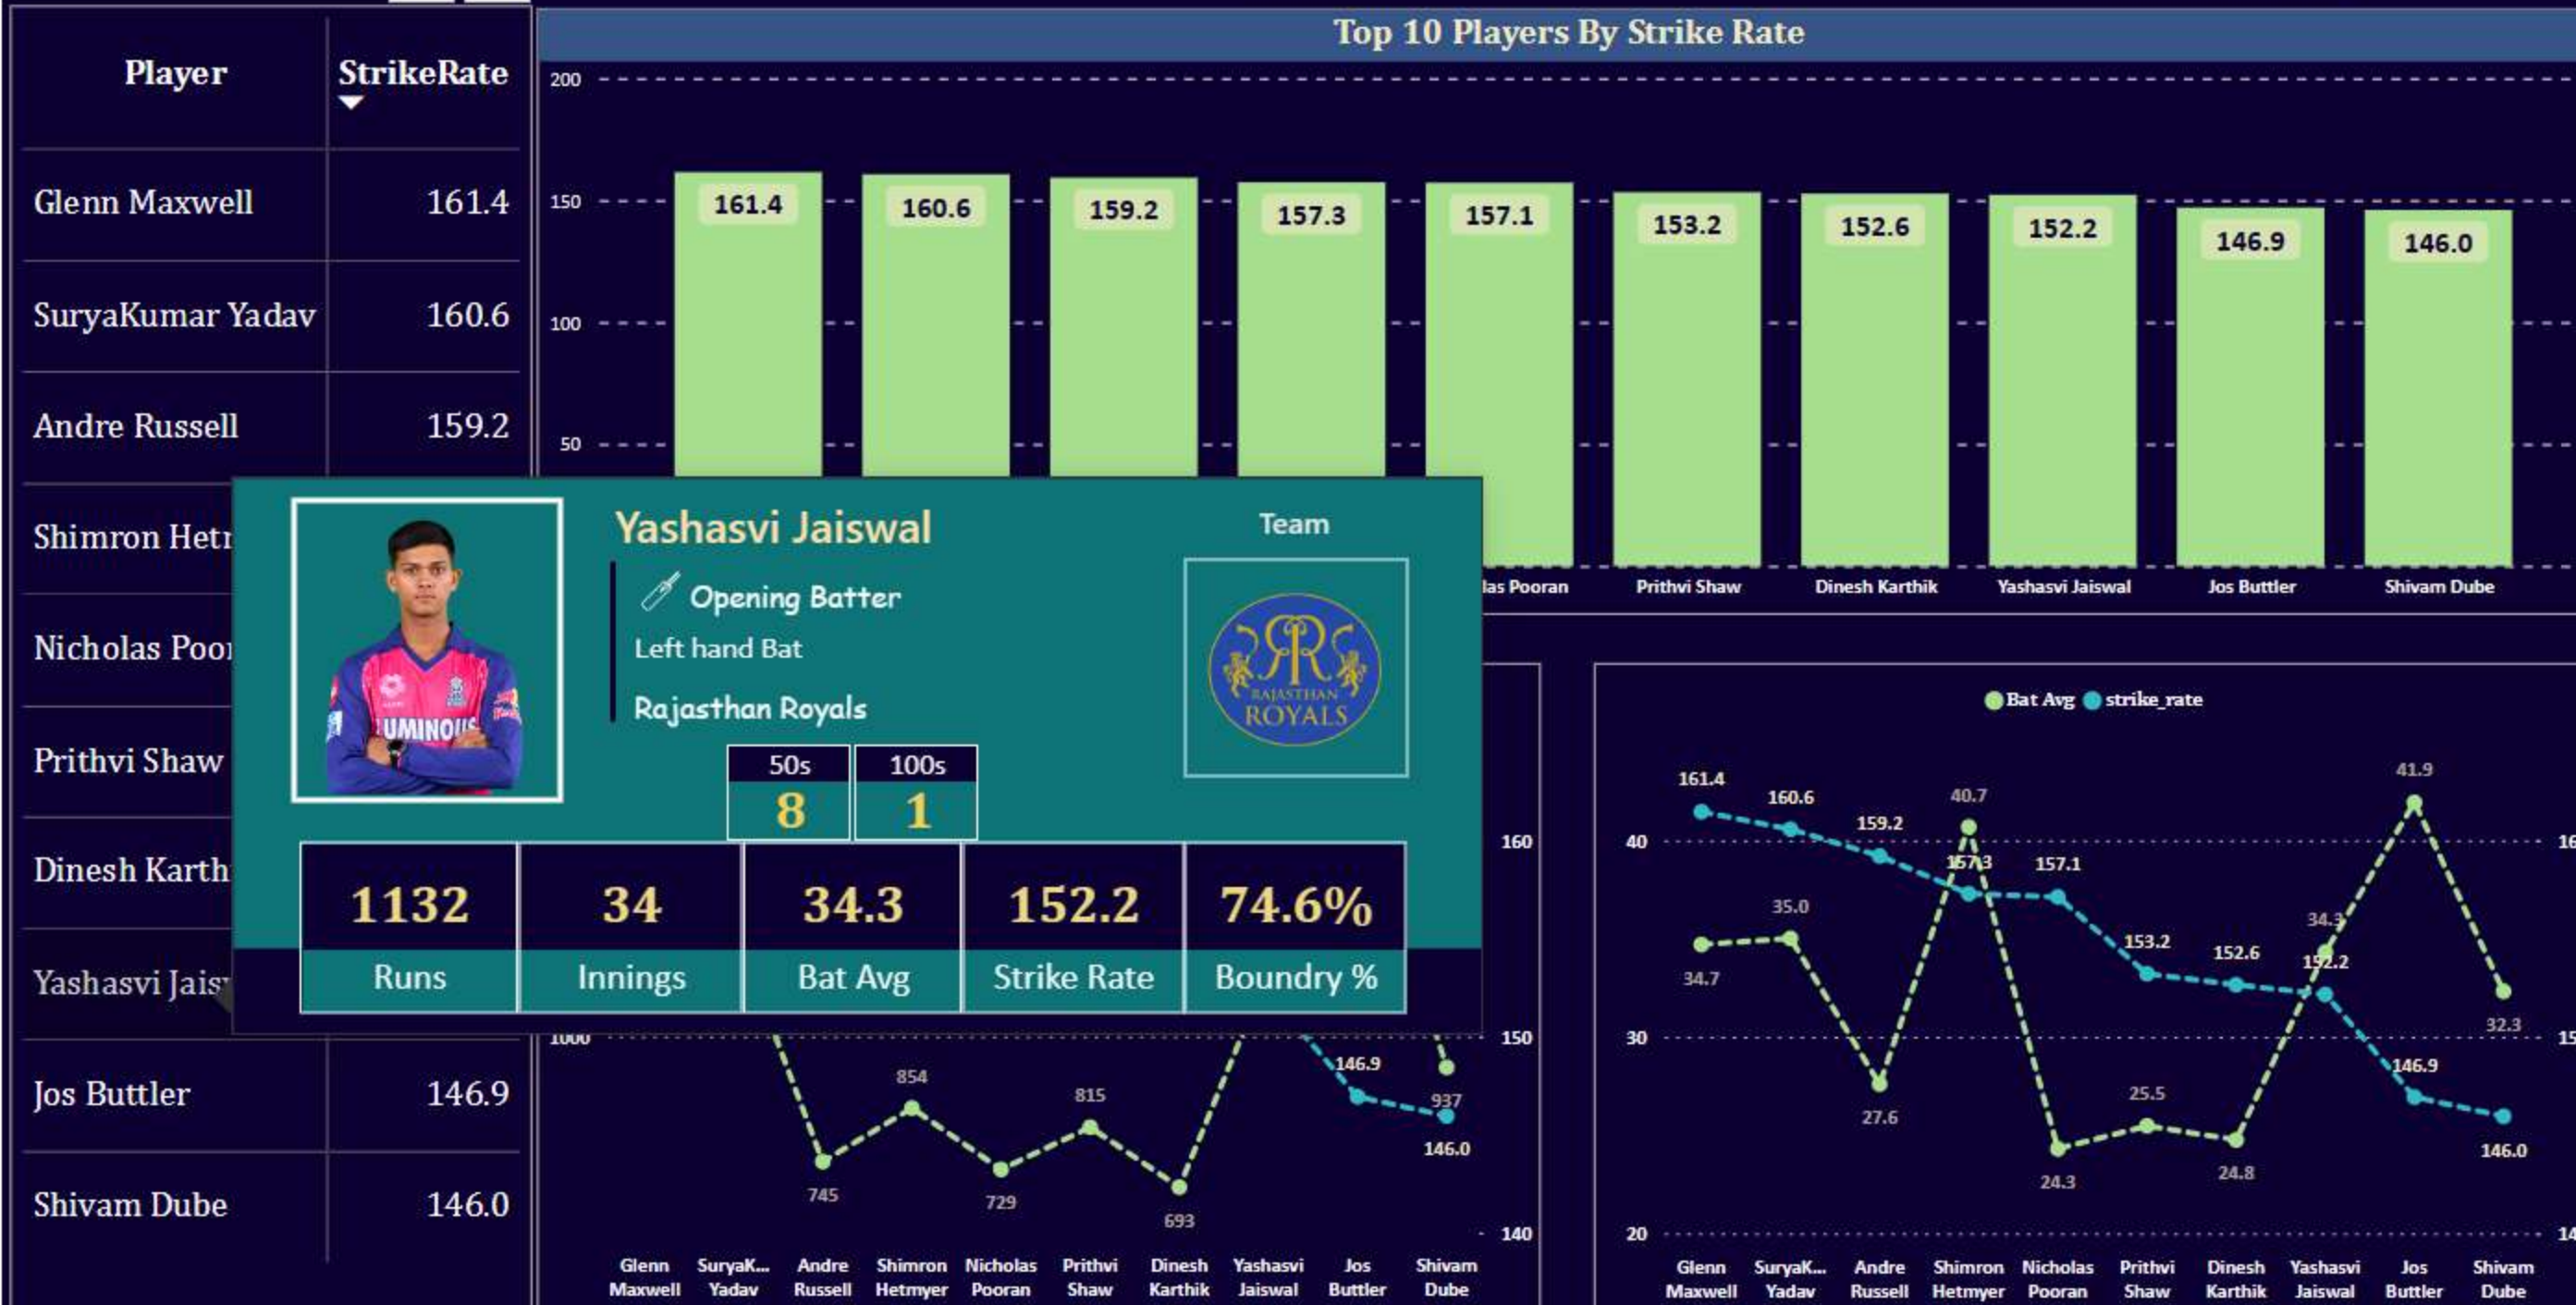 Player StrikeRate
Glenn Maxwell 161.4
SuryaKumar Yadav 160.6
Andre Russell 159.2
Shimron
Nicholas
Prithvi Shaw
Dinesh
Yashasvi
Jos Buttler 146.9
Shivam Dube 146.0
Top 10 Players By Strike Rate
200
150
100
50
161.4 160.6 159.2 157.3 157.1 153.2 152.6 152.2 146.9 146.0
Pooran Prithvi Shaw Dinesh Karthik Yashasvi Jaiswal Jos Buttler Shivam Dube
Yashasvi Jaiswal
Opening Batter
Left hand Bat
Rajasthan Royals
Team
RAJASTHAN
ROYALS
UMINOUS
50s 100s
8 1
1132 34 34.3 152.2 74.6%
Runs Innings Bat Avg Strike Rate Boundry %
160
1000 150
140
146.9
854
815
937
146.0
745
729
693
Glenn Maxwell
SuryaK... Yadav
Andre Russell
Shimron Hetmyer
Nicholas Pooran
Prithvi Shaw
Dinesh Karthik
Yashasvi Jaiswal
Jos Buttler
Shivam Dube
Bat Avg strike_rate
40
30
20
161.4 160.6 159.2 157.3 157.1 153.2 152.6 152.2 146.9 146.0
34.7 35.0 27.6 40.7 24.3 25.5 24.8 34.3 41.9 32.3
Glenn Maxwell
SuryaK... Yadav
Andre Russell
Shimron Hetmyer
Nicholas Pooran
Prithvi Shaw
Dinesh Karthik
Yashasvi Jaiswal
Jos Buttler
Shivam Dube